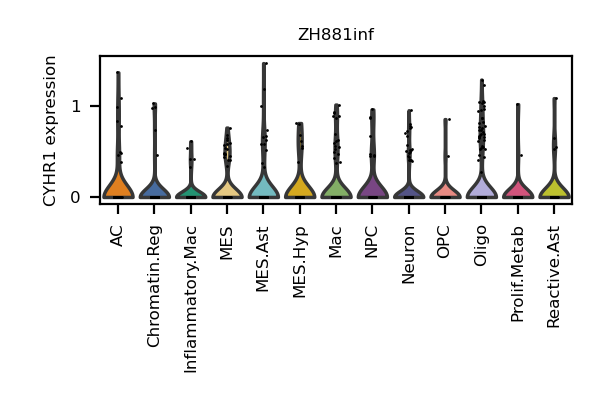 ZH881inf
CYHR1 expression
1
0
AC
Chromatin.Reg
Inflammatory.Mac
MES
MES.Ast
MES.Hyp
Mac
NPC
Neuron
OPC
Oligo
Prolif.Metab
Reactive.Ast